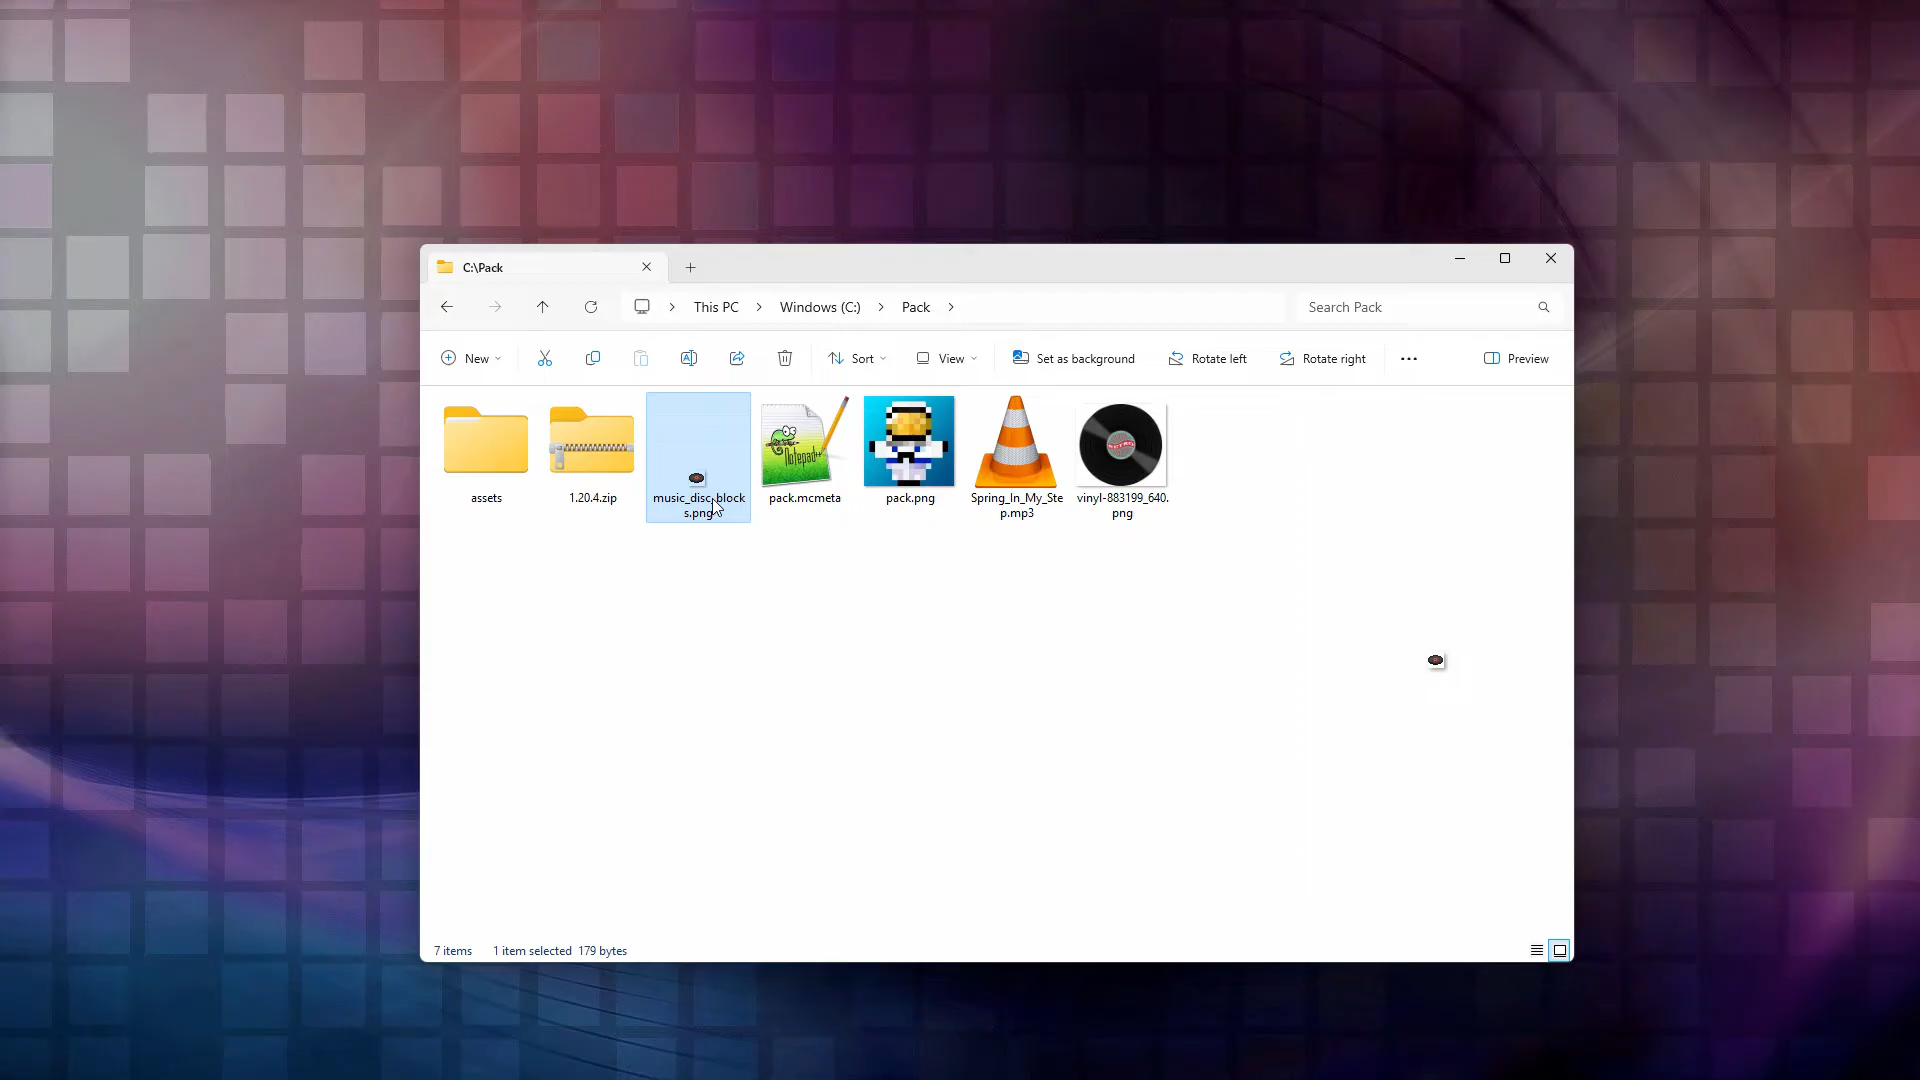 C:\Pack
This PC
Windows (C:)
Pack
Search Pack
New
Sort
View
Set as background
Rotate left
Rotate right
Preview
assets
1.20.4.zip
music_disc_block
s.png
Notepad++
pack.mcmeta
pack.png
Spring_In_My_Ste
p.mp3
vinyl-883199_640.
png
7 items
1 item selected 179 bytes